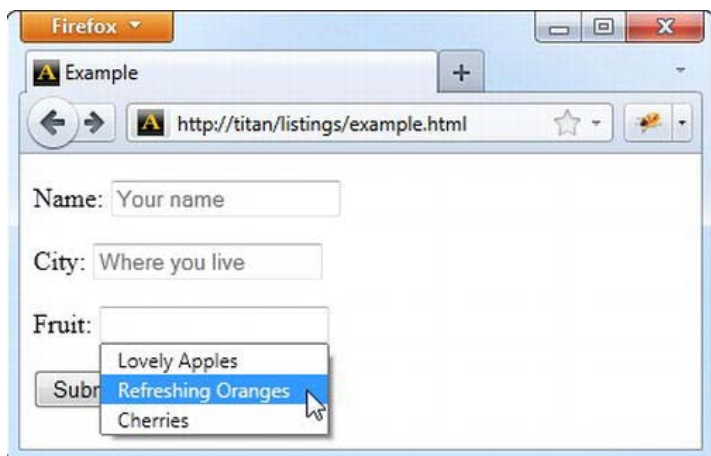 Firefox
A Example
A http://titan/listings/example.html
Name: Your name
City: Where you live
Fruit:
Lovely Apples
Subr Refreshing Oranges
Cherries